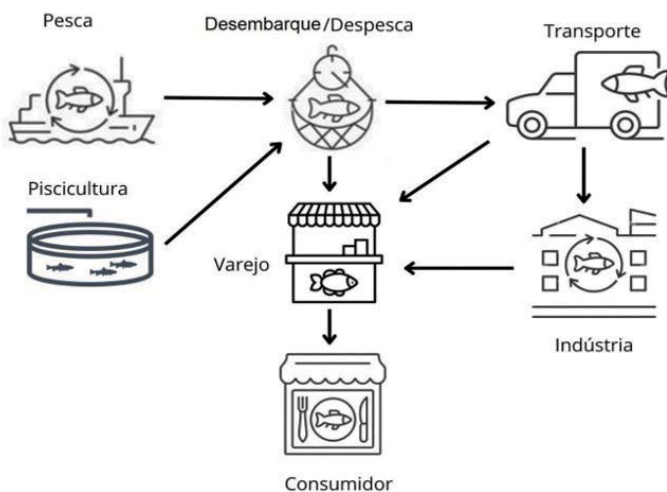 Pesca
Desembarque/Despesca
Transporte
Piscicultura
Varejo
Indústria
Consumidor